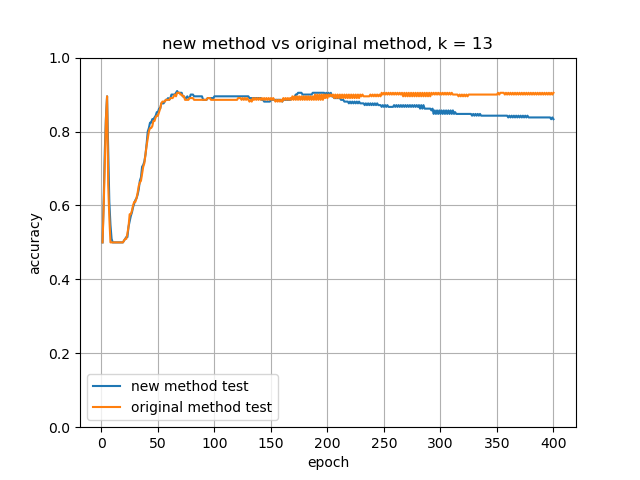 new method vs original method, k = 13
1.0
0.8
0.6
0.4
0.2
0.0
accuracy
new method test
original method test
0 50 100 150 200 250 300 350 400
epoch